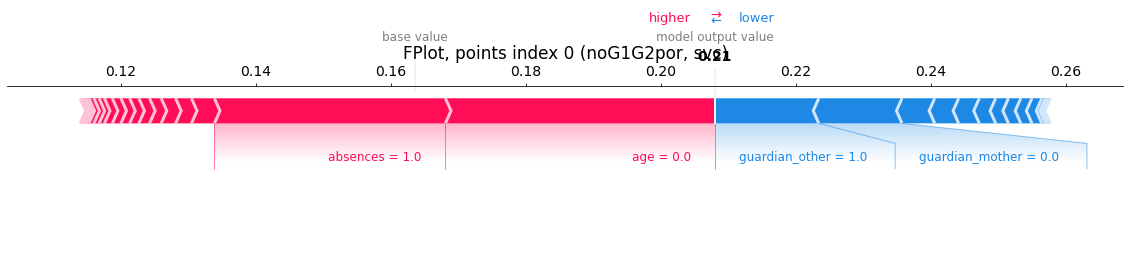 higher ⇄ lower
base value model output value
FPlot, points index 0 (noG1G2por, svc)
0.21
0.12 0.14 0.16 0.18 0.20 0.22 0.24 0.26
absences = 1.0 age = 0.0 guardian_other = 1.0 guardian_mother = 0.0